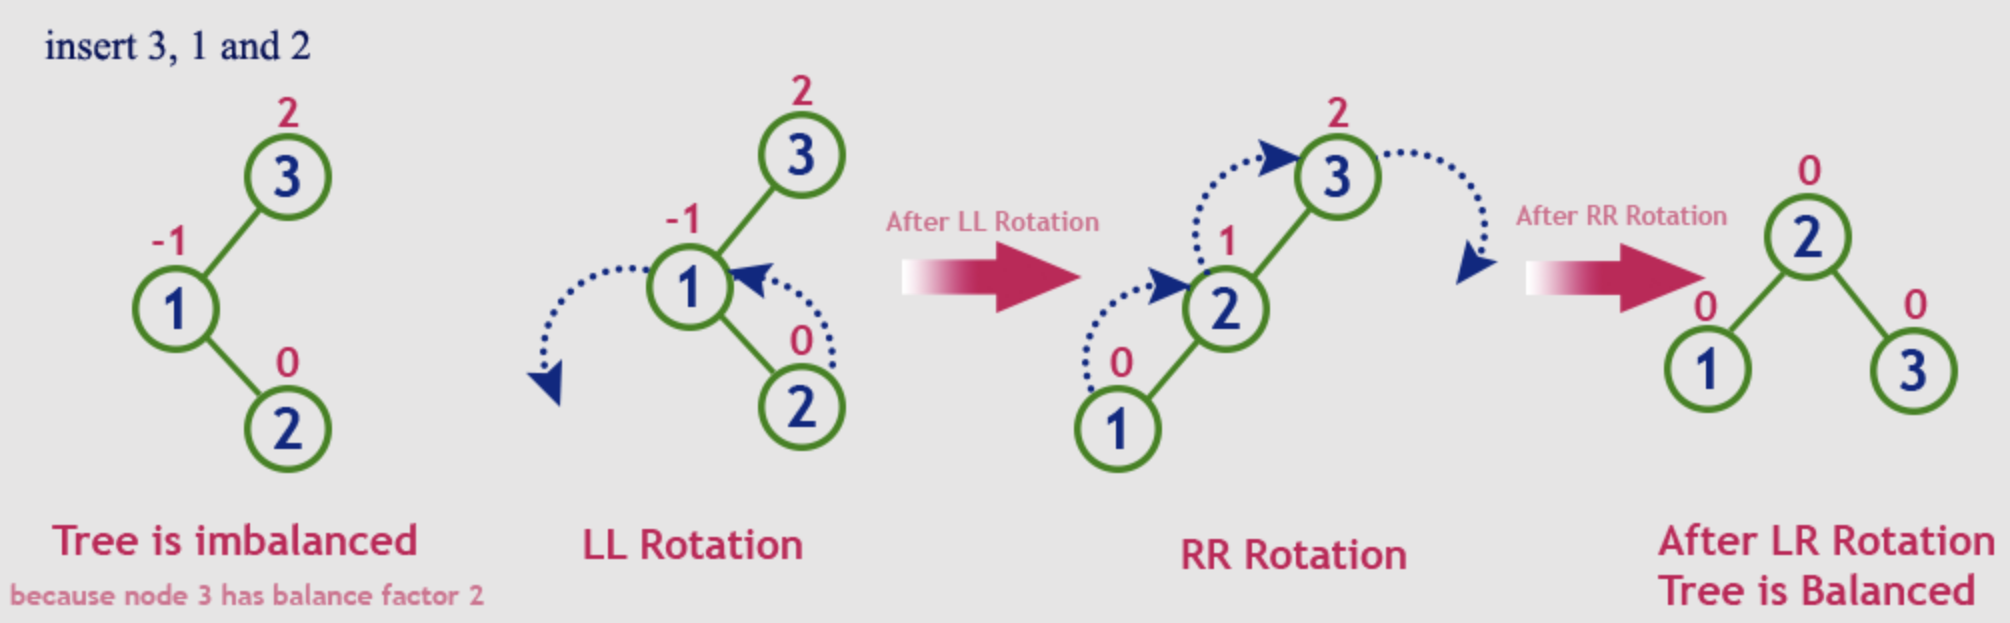 insert 3, 1 and 2
2
3
-1
1
0
2
Tree is imbalanced
because node 3 has balance factor 2
2
3
-1
1
0
2
LL Rotation
After LL Rotation
2
3
1
2
0
1
RR Rotation
After RR Rotation
0
2
0
1
0
3
After LR Rotation
Tree is Balanced